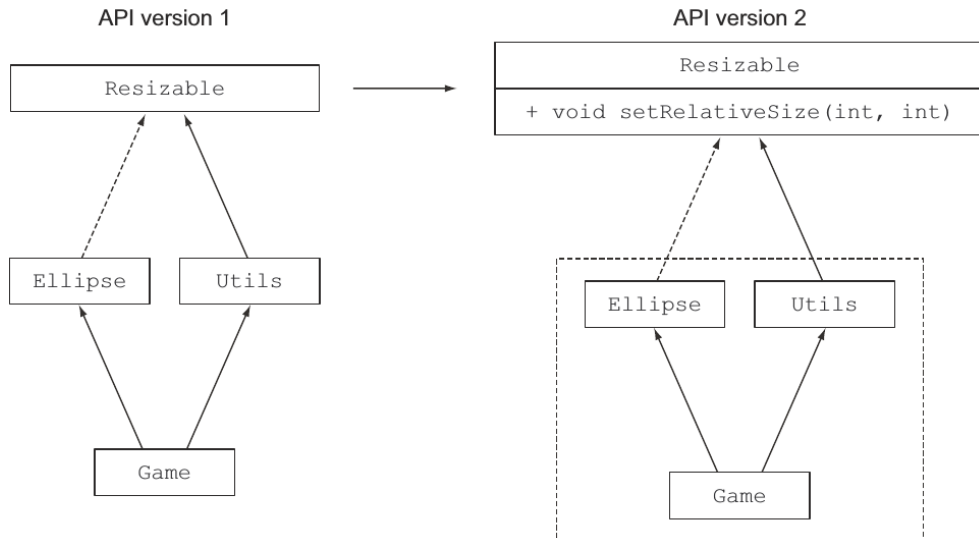 API version 1
Resizable
Ellipse
Utils
Game
API version 2
Resizable
+ void setRelativeSize(int, int)
Ellipse
Utils
Game